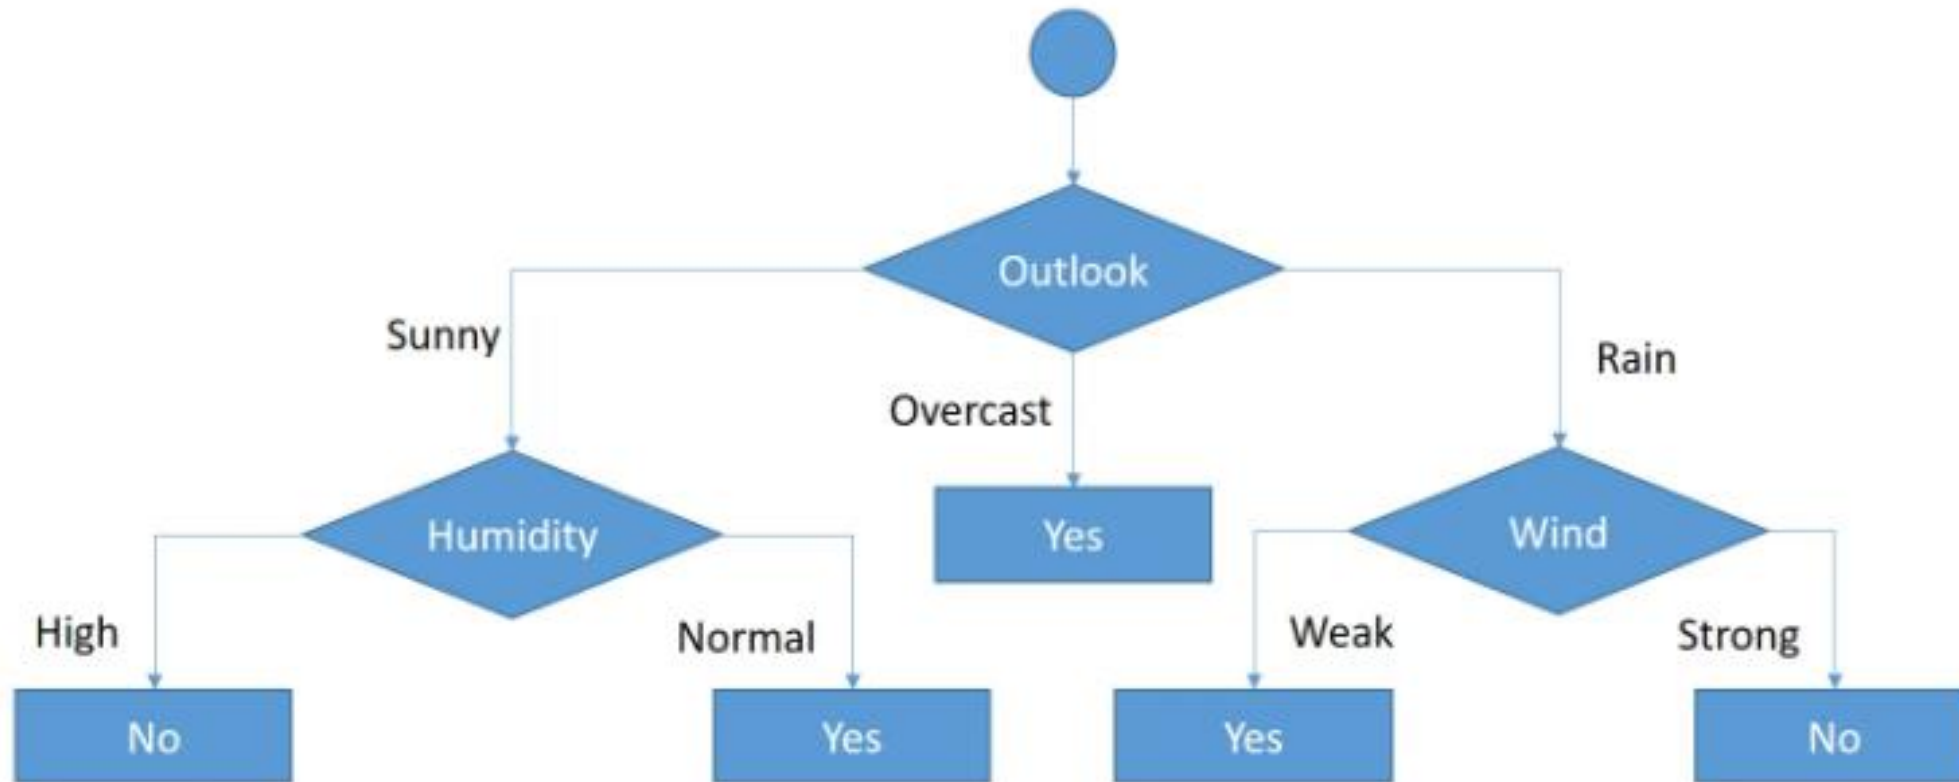 Outlook
Sunny
Rain
Overcast
Humidity
Yes
Wind
High
Normal
Weak
Strong
No
Yes
Yes
No